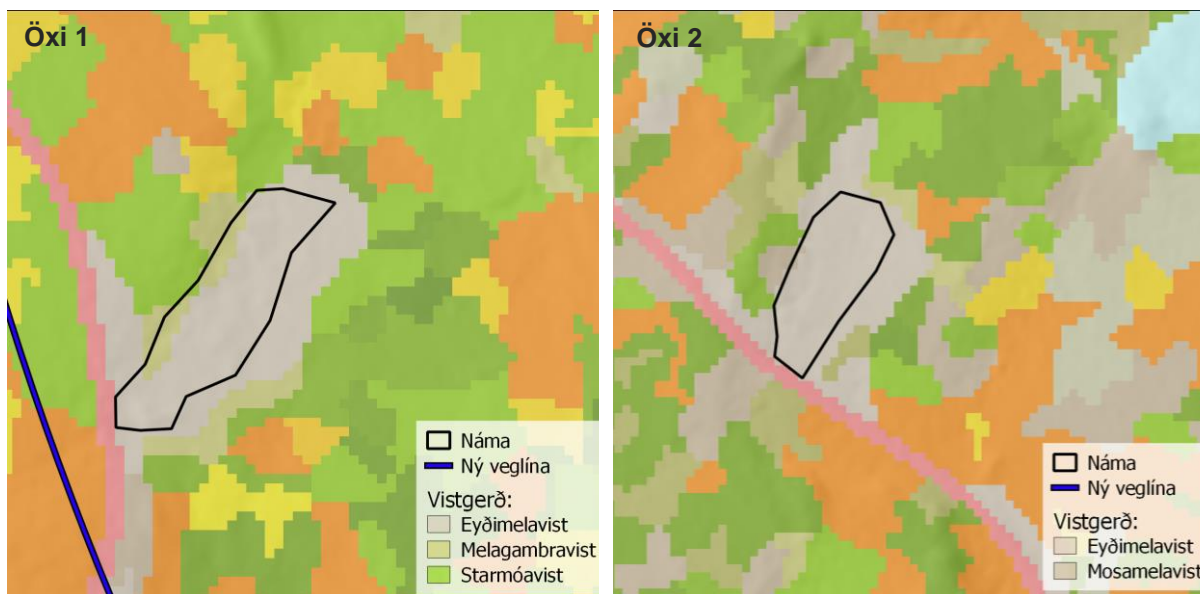 Öxi 1
Náma
Ný veglína
Vistgerð:
Eyðimelavist
Melagambravist
Starmóavist
Öxi 2
Náma
Ný veglína
Vistgerð:
Eyðimelavist
Mosamelavist